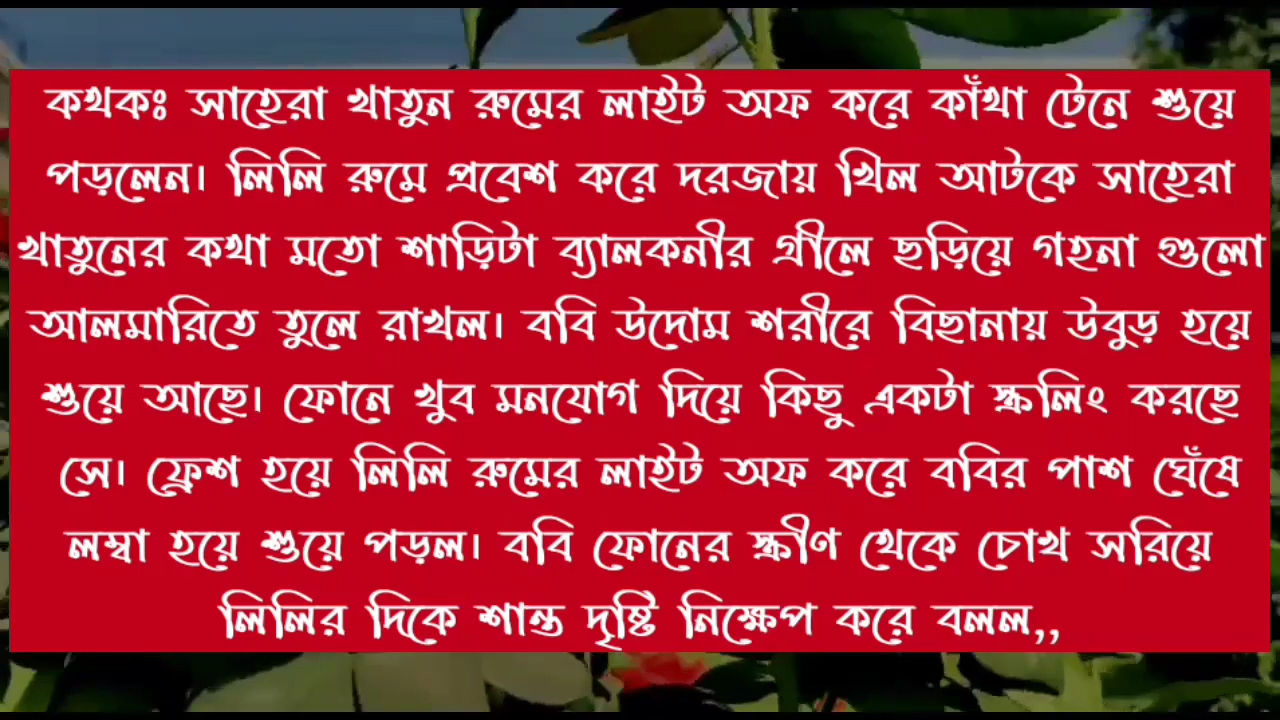 কথকঃ সাহেরা খাতুন রুমের লাইট অফ করে কাঁথা টেনে শুয়ে
পড়লেন। লিলি রুমে প্রবেশ করে দরজায় খিল আটকে সাহেরা
খাতুনের কথা মতো শাড়িটা ব্যালকনীর গ্রীলে ছড়িয়ে গহনা গুলো
আলমারিতে তুলে রাখল। ববি উদোম শরীরে বিছানায় উবুড় হয়ে
শুয়ে আছে। ফোনে খুব মনযোগ দিয়ে কিছু একটা স্ক্রলিং করছে
সে। ফ্রেশ হয়ে লিলি রুমের লাইট অফ করে ববির পাশ ঘেঁষে
লম্বা হয়ে শুয়ে পড়ল। ববি ফোনের স্ক্রীণ থেকে চোখ সরিয়ে
লিলির দিকে শান্ত দৃষ্টি নিক্ষেপ করে বলল,,